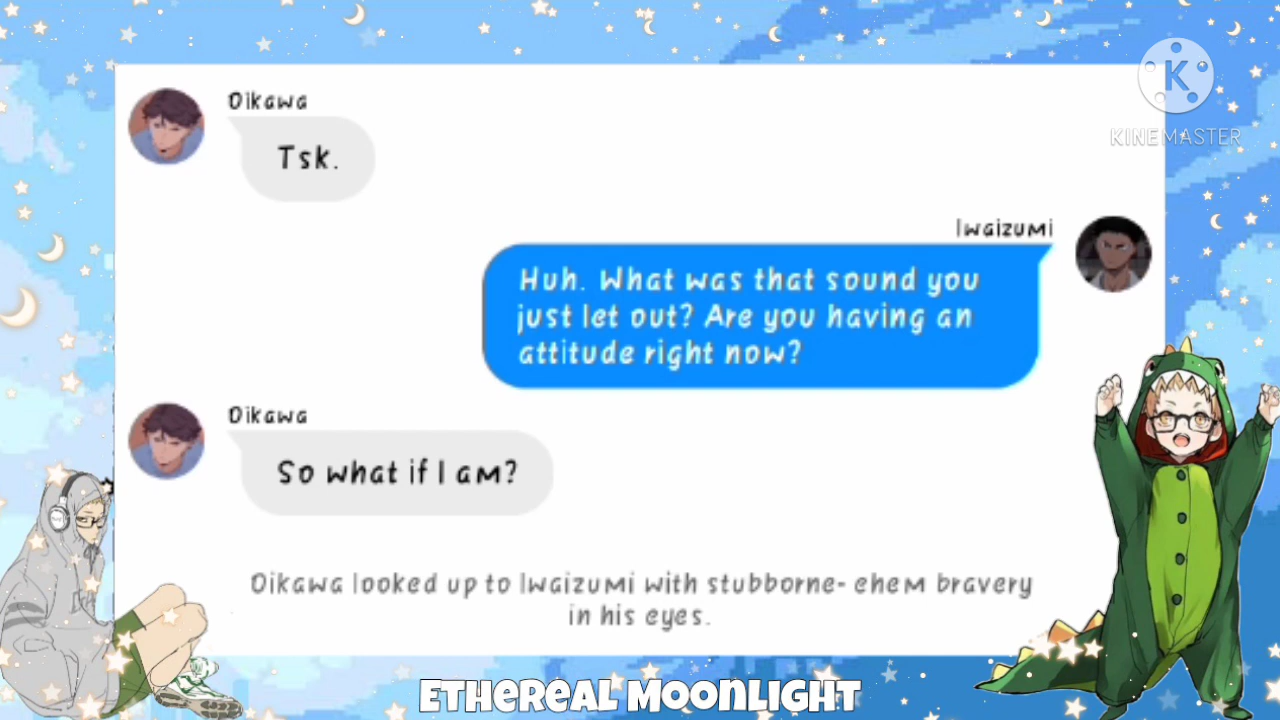 Oikawa
Tsk.
K
KINEMASTER
Iwaizumi
Huh. What was that sound you
just let out? Are you having an
attitude right now?
Oikawa
So what if I am?
Oikawa looked up to Iwaizumi with stubborne- ehem bravery
in his eyes.
Ethereal Moonlight